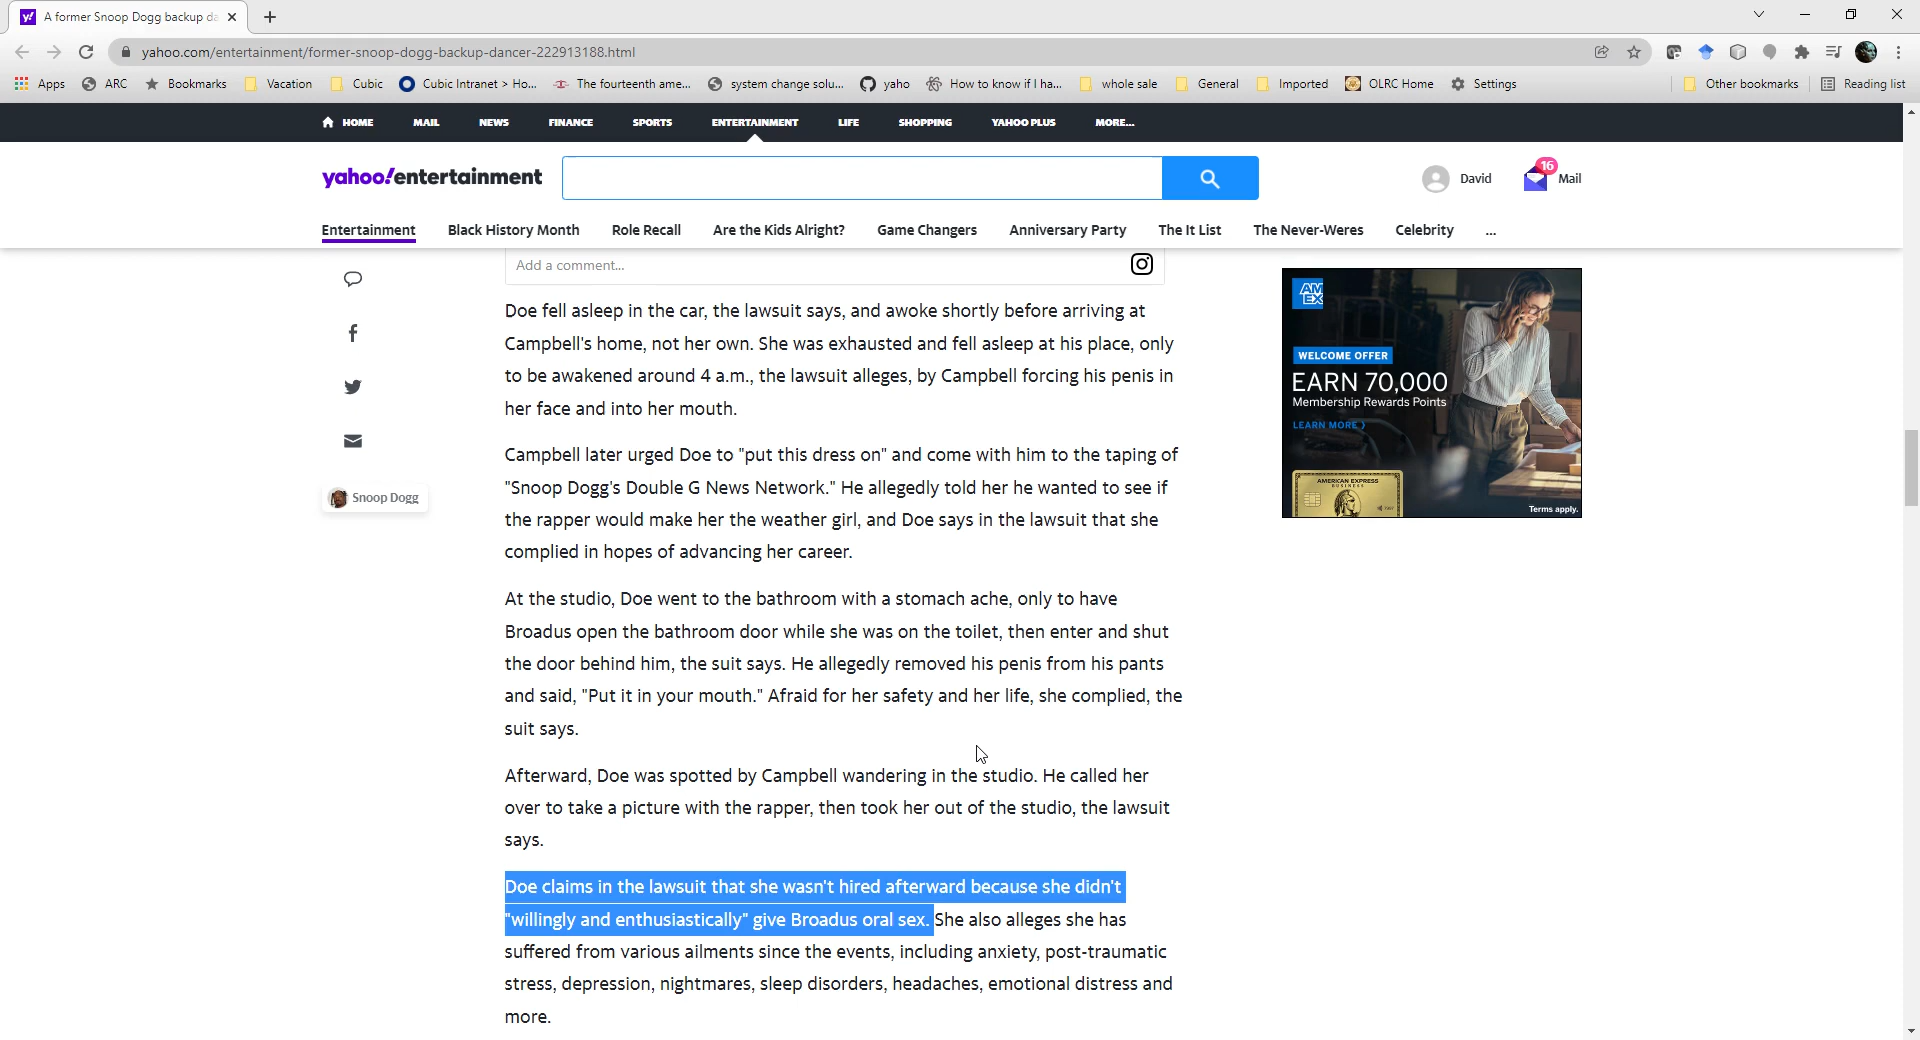 A former Snoop Dogg backup da
yahoo.com/entertainment/former-snoop-dogg-backup-dancer-222913188.html
Apps ARC Bookmarks Vacation Cubic Cubic Intranet > Ho... The fourteenth ame... system change solu... yaho How to know if I ha... whole sale General Imported OLRC Home Settings Other bookmarks Reading list
HOME MAIL NEWS FINANCE SPORTS ENTERTAINMENT LIFE SHOPPING YAHOO PLUS MORE...
yahoo!entertainment
David
16
Mail
Entertainment Black History Month Role Recall Are the Kids Alright? Game Changers Anniversary Party The It List The Never-Weres Celebrity ...
Add a comment...
Doe fell asleep in the car, the lawsuit says, and awoke shortly before arriving at
Campbell's home, not her own. She was exhausted and fell asleep at his place, only
to be awakened around 4 a.m., the lawsuit alleges, by Campbell forcing his penis in
her face and into her mouth.
Campbell later urged Doe to "put this dress on" and come with him to the taping of
"Snoop Dogg's Double G News Network." He allegedly told her he wanted to see if
the rapper would make her the weather girl, and Doe says in the lawsuit that she
complied in hopes of advancing her career.
At the studio, Doe went to the bathroom with a stomach ache, only to have
Broadus open the bathroom door while she was on the toilet, then enter and shut
the door behind him, the suit says. He allegedly removed his penis from his pants
and said, "Put it in your mouth." Afraid for her safety and her life, she complied, the
suit says.
Afterward, Doe was spotted by Campbell wandering in the studio. He called her
over to take a picture with the rapper, then took her out of the studio, the lawsuit
says.
Doe claims in the lawsuit that she wasn't hired afterward because she didn't
"willingly and enthusiastically" give Broadus oral sex. She also alleges she has
suffered from various ailments since the events, including anxiety, post-traumatic
stress, depression, nightmares, sleep disorders, headaches, emotional distress and
more.
Snoop Dogg
AM
EX
WELCOME OFFER
EARN 70,000
Membership Rewards Points
LEARN MORE
AMERICAN EXPRESS
BUSINESS
Terms apply.